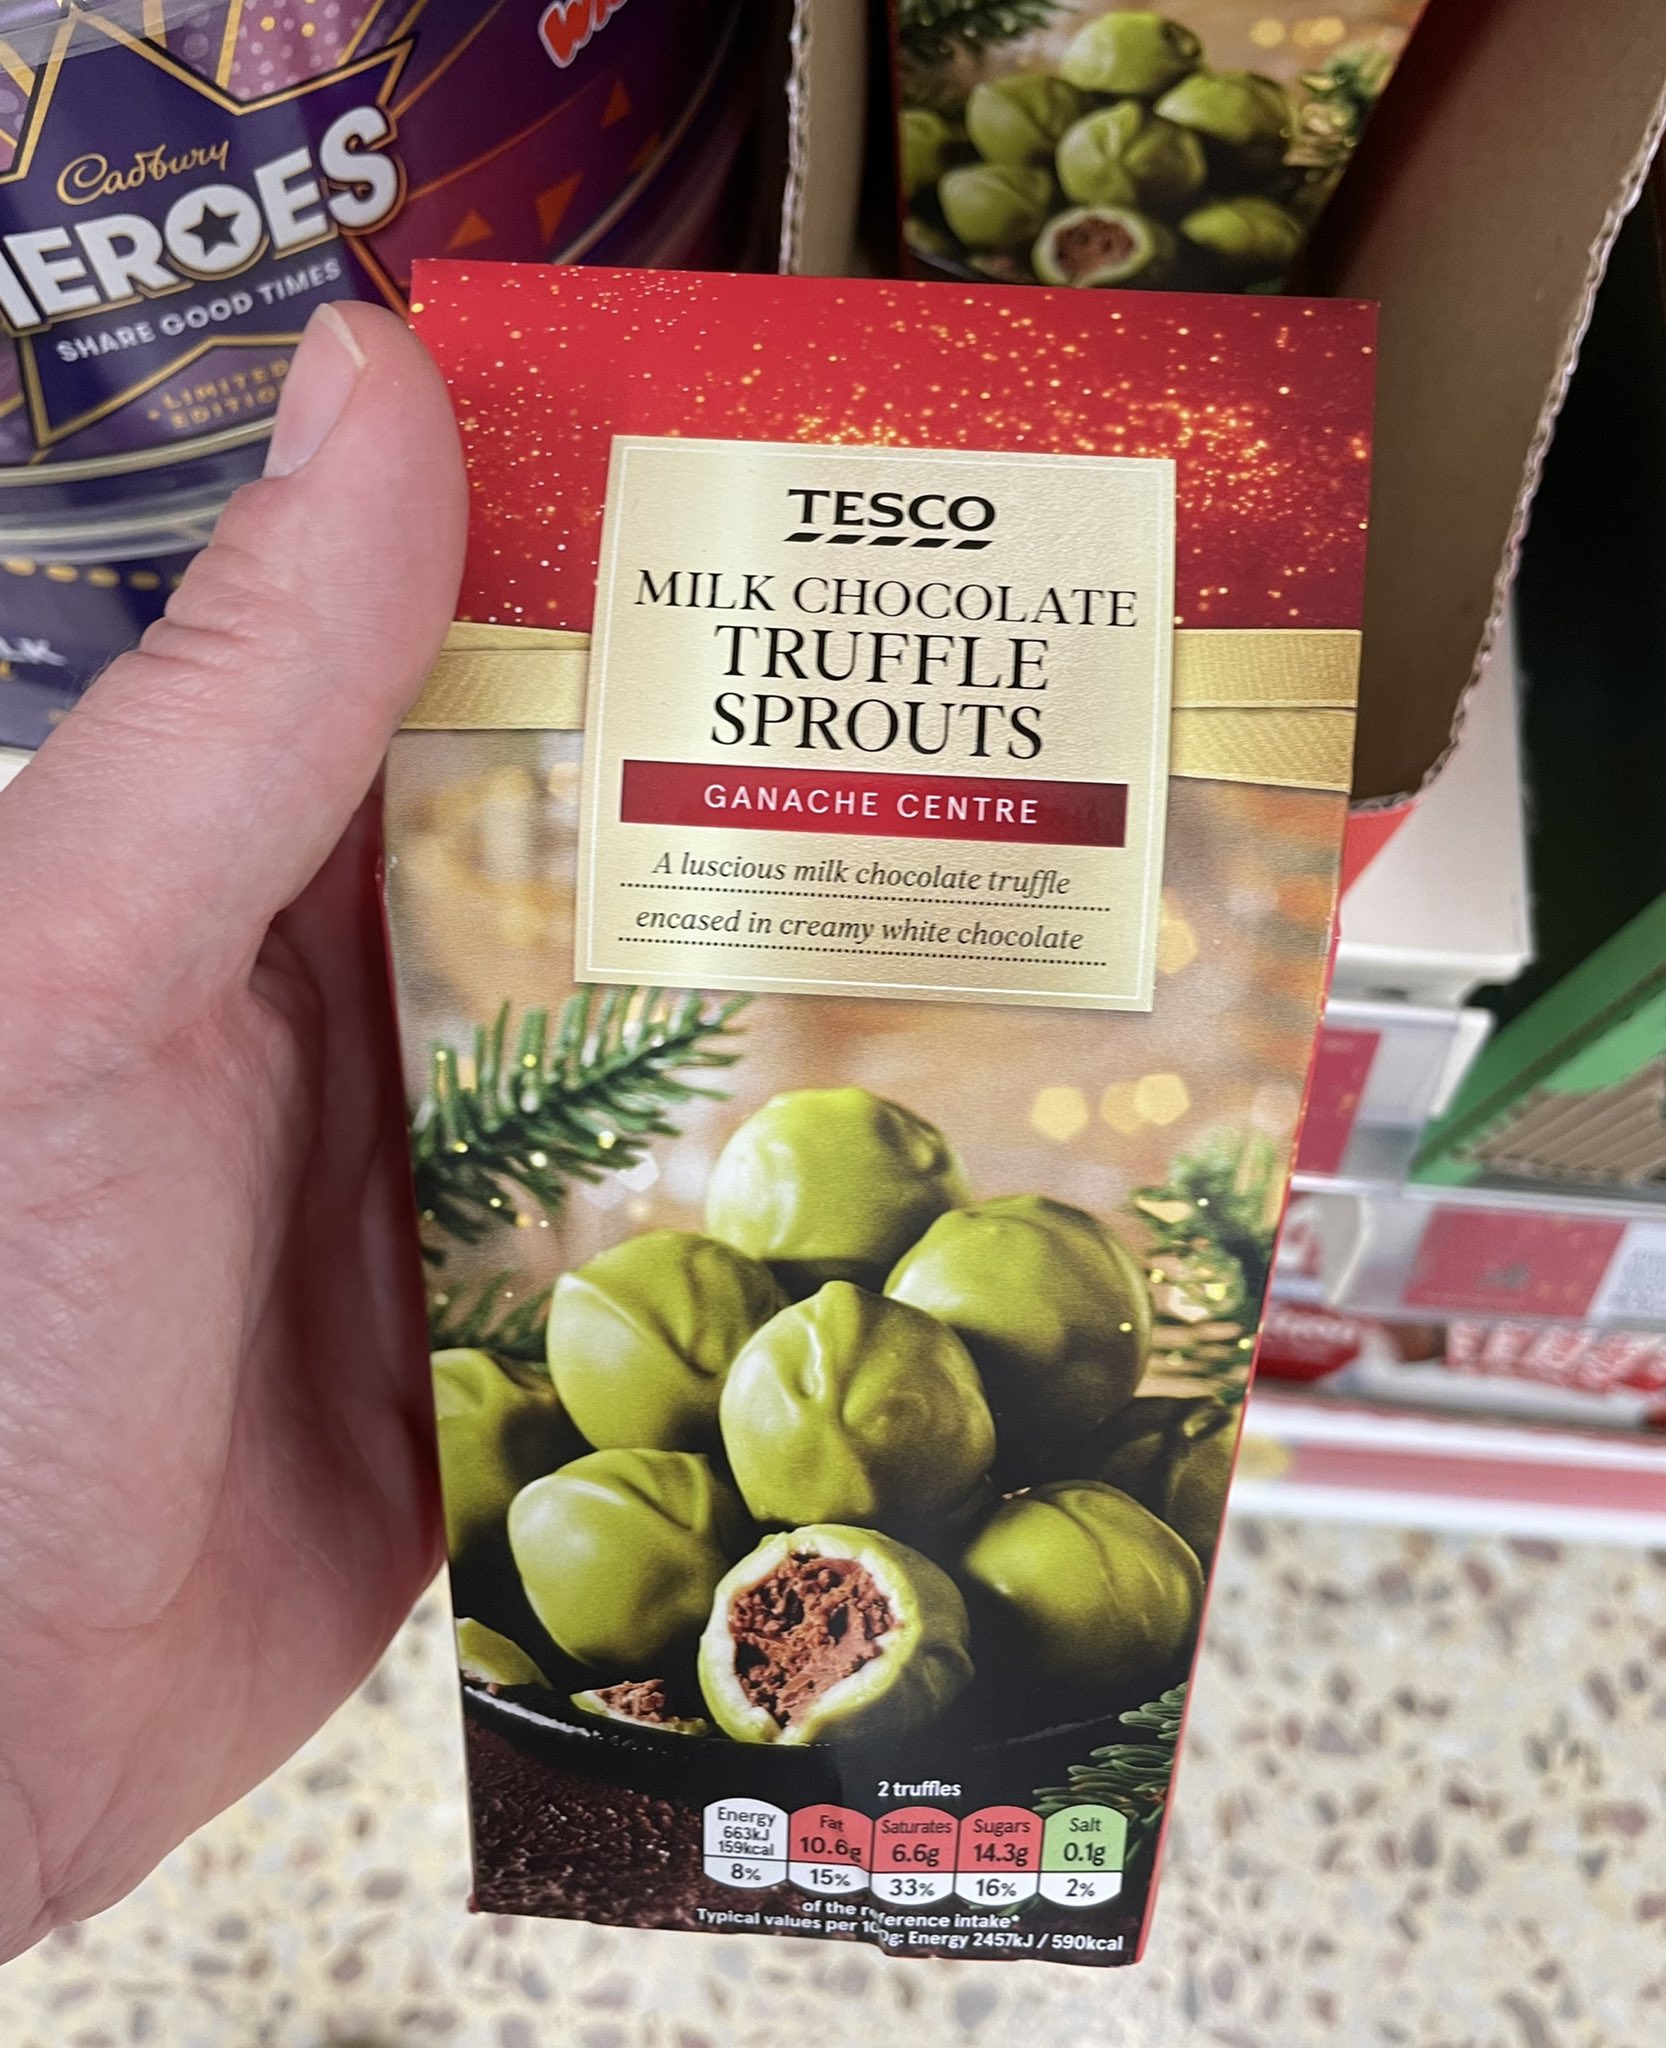 Cadbury
HEROES
SHARE GOOD TIMES
LIMITED
EDITION
TESCO
MILK CHOCOLATE
TRUFFLE
SPROUTS
GANACHE CENTRE
A luscious milk chocolate truffle
encased in creamy white chocolate
2 truffles
Energy Fat Saturates Sugars Salt
663kJ
159kcal 10.6g 6.6g 14.3g 0.1g
8% 15% 33% 16% 2%
of the reference intake*
Typical values per 100g: Energy 2457kJ / 590kcal